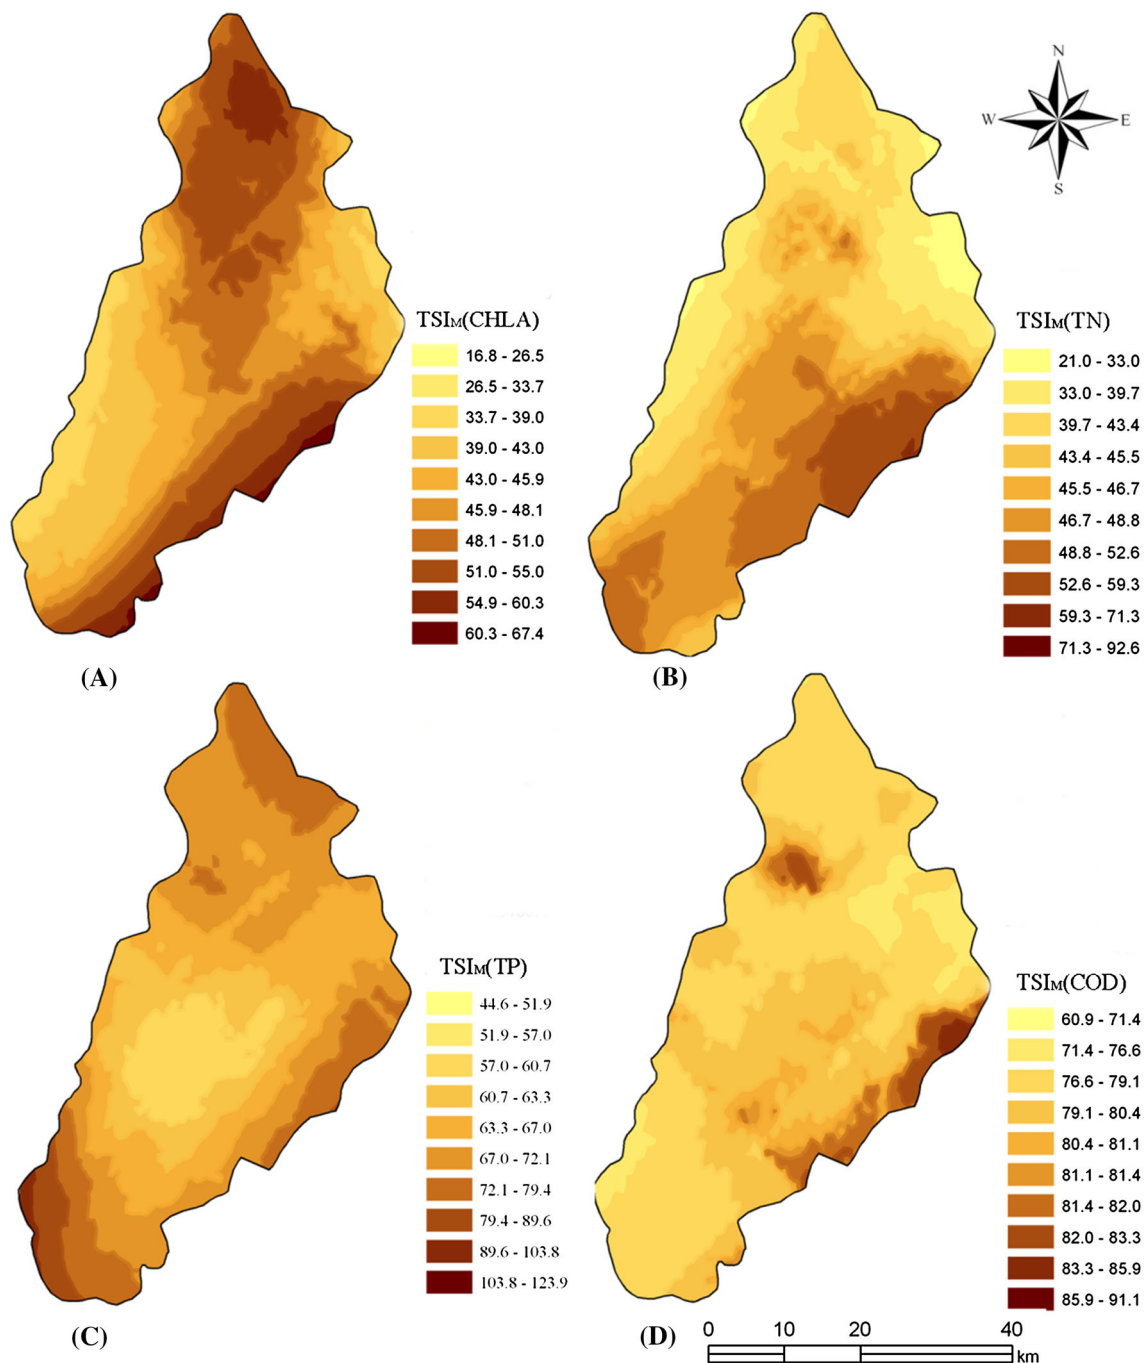 N
W E
S
TSIM(CHLA)
16.8 - 26.5
26.5 - 33.7
33.7 - 39.0
39.0 - 43.0
43.0 - 45.9
45.9 - 48.1
48.1 - 51.0
51.0 - 55.0
54.9 - 60.3
60.3 - 67.4
(A)
TSIM(TN)
21.0 - 33.0
33.0 - 39.7
39.7 - 43.4
43.4 - 45.5
45.5 - 46.7
46.7 - 48.8
48.8 - 52.6
52.6 - 59.3
59.3 - 71.3
71.3 - 92.6
(B)
TSIM(TP)
44.6 - 51.9
51.9 - 57.0
57.0 - 60.7
60.7 - 63.3
63.3 - 67.0
67.0 - 72.1
72.1 - 79.4
79.4 - 89.6
89.6 - 103.8
103.8 - 123.9
(C)
TSIM(COD)
60.9 - 71.4
71.4 - 76.6
76.6 - 79.1
79.1 - 80.4
80.4 - 81.1
81.1 - 81.4
81.4 - 82.0
82.0 - 83.3
83.3 - 85.9
85.9 - 91.1
(D)
0 10 20 40
km